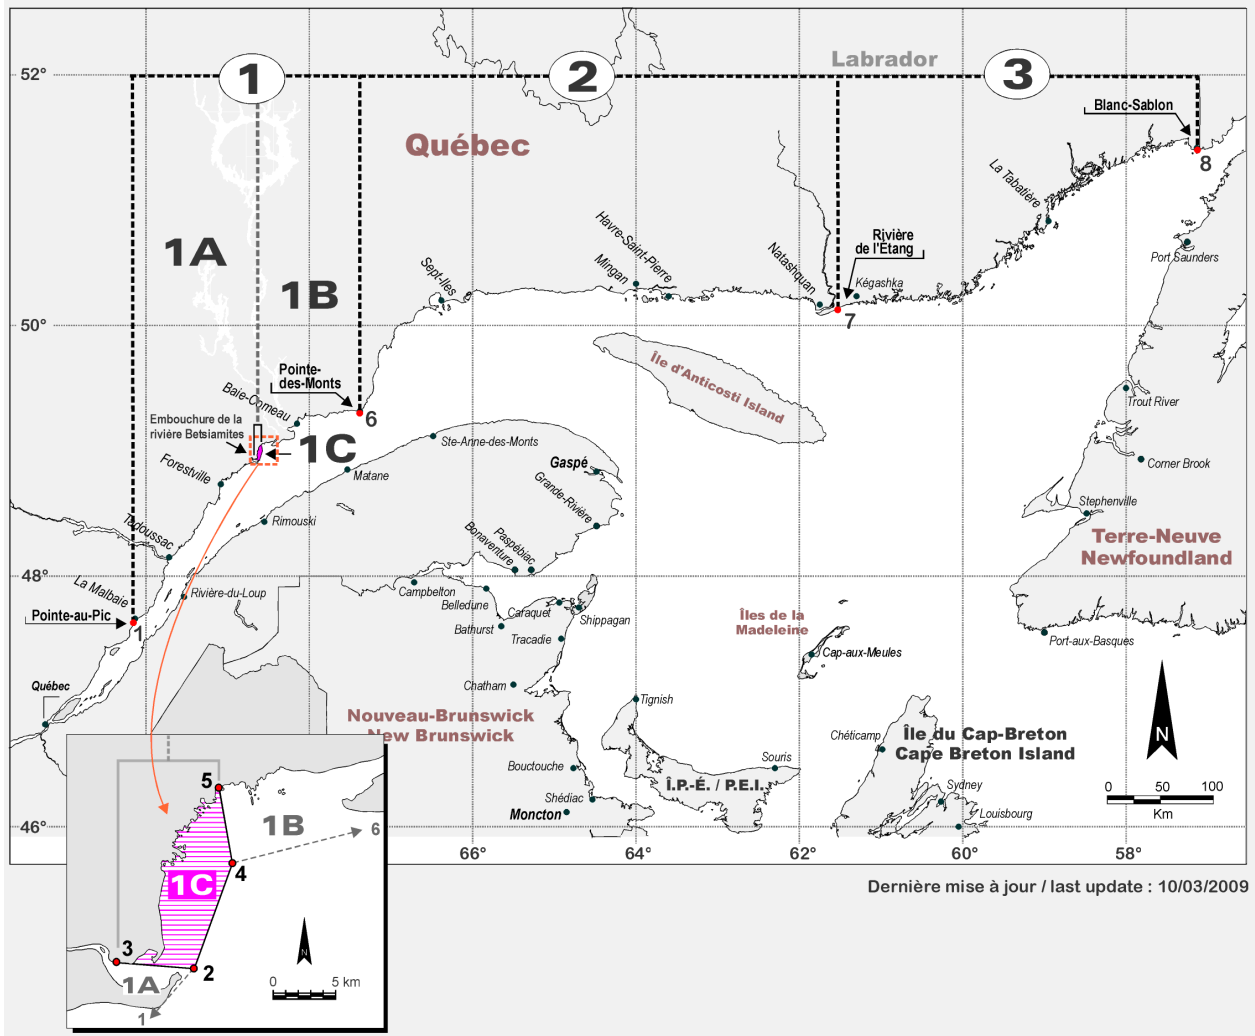 52°
1
2
3
Labrador
Blanc-Sablon
8
Québec
La Tabatière
1A
1B
Rivière
de l'Étang
Havre-Saint-Pierre
Mingan
Natashquan
Kégashka
Port Saunders
Sept-Iles
50°
7
Île d'Anticosti Island
Pointe-
des-Monts
6
Baie-Comeau
Trout River
Embouchure de la
rivière Betsiamites
1C
Ste-Anne-des-Monts
Forestville
Matane
Gaspé
Corner Brook
Grande-Rivière
Rimouski
Stephenville
Tadoussac
Paspébiac
Bonaventure
Terre-Neuve
Newfoundland
48°
La Malbaie
Rivière-du-Loup
Campbelton
Belledune
Caraquet
Shippagan
Pointe-au-Pic
1
Bathurst
Tracadie
Îles de la
Madeleine
Port-aux-Basques
Cap-aux-Meules
Québec
Chatham
Tignish
Nouveau-Brunswick
New Brunswick
Chéticamp
Île du Cap-Breton
Cape Breton Island
N
Bouctouche
Souris
Î.P.-É. / P.E.I.
Sydney
Shédiac
Moncton
Louisbourg
0 50 100
Km
46°
66° 64° 62° 60° 58°
Dernière mise à jour / last update : 10/03/2009
5
1B
6
4
1C
3
2
1A
1
N
0 5 km